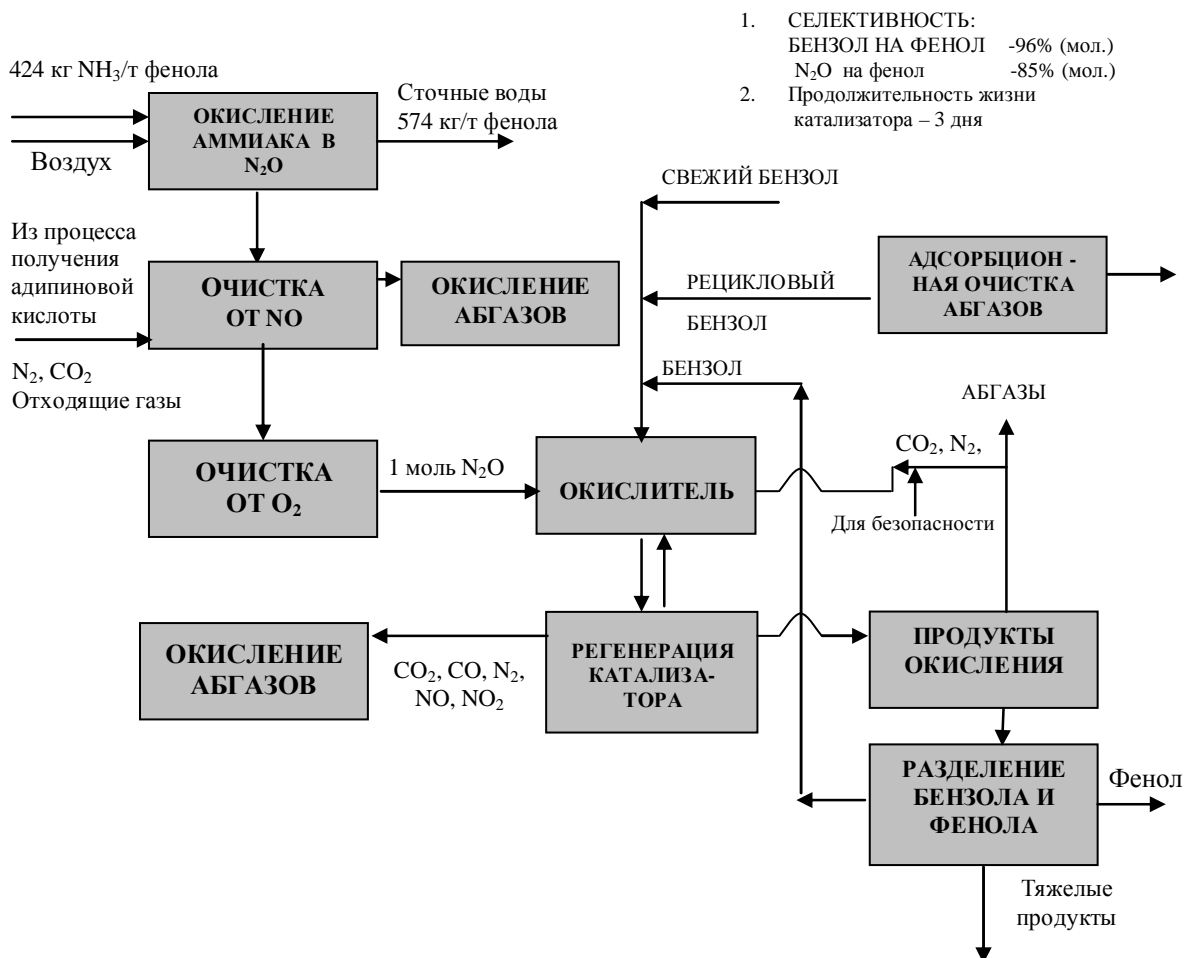 1. СЕЛЕКТИВНОСТЬ:
БЕНЗОЛ НА ФЕНОЛ -96% (мол.)
N₂O на фенол -85% (мол.)
2. Продолжительность жизни
катализатора – 3 дня
424 кг NH₃/т фенола
Воздух
ОКИСЛЕНИЕ
АММИАКА В
N₂O
Сточные воды
574 кг/т фенола
СВЕЖИЙ БЕНЗОЛ
Из процесса
получения
адипиновой
кислоты
N₂, CO₂
Отходящие газы
ОЧИСТКА
ОТ NO
ОКИСЛЕНИЕ
АБГАЗОВ
РЕЦИКЛОВЫЙ
БЕНЗОЛ
АДСОРБЦИОН -
НАЯ ОЧИСТКА
АБГАЗОВ
БЕНЗОЛ
АБГАЗЫ
ОЧИСТКА
ОТ O₂
1 моль N₂O
ОКИСЛИТЕЛЬ
CO₂, N₂,
Для безопасности
ОКИСЛЕНИЕ
АБГАЗОВ
CO₂, CO, N₂,
NO, NO₂
РЕГЕНЕРАЦИЯ
КАТАЛИЗА-
ТОРА
ПРОДУКТЫ
ОКИСЛЕНИЯ
РАЗДЕЛЕНИЕ
БЕНЗОЛА И
ФЕНОЛА
Фенол
Тяжелые
продукты